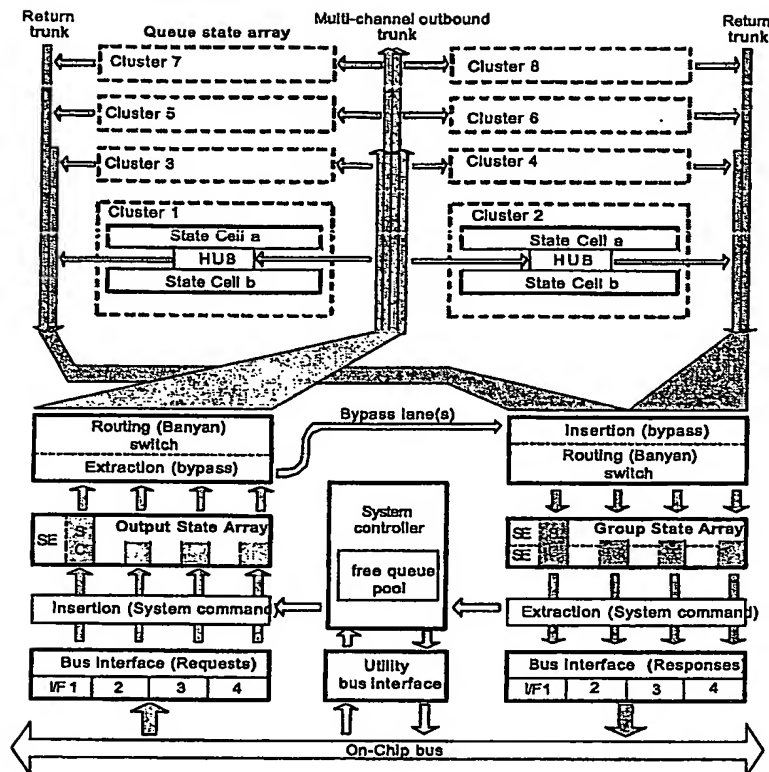 Return trunk
Queue state array
Multi-channel outbound trunk
Return trunk
Cluster 7
Cluster 8
Cluster 5
Cluster 6
Cluster 3
Cluster 4
Cluster 1
State Cell a
HUB
State Cell b
Cluster 2
State Cell a
HUB
State Cell b
Routing (Banyan) switch
Extraction (bypass)
Bypass lane(s)
Insertion (bypass)
Routing (Banyan) switch
SE
S
C
Output State Array
System controller
free queue pool
SE
SE
Group State Array
Insertion (System command)
Extraction (System command)
Bus Interface (Requests)
I/F1 2 3 4
Utility bus interface
Bus Interface (Responses)
I/F1 2 3 4
On-Chip bus